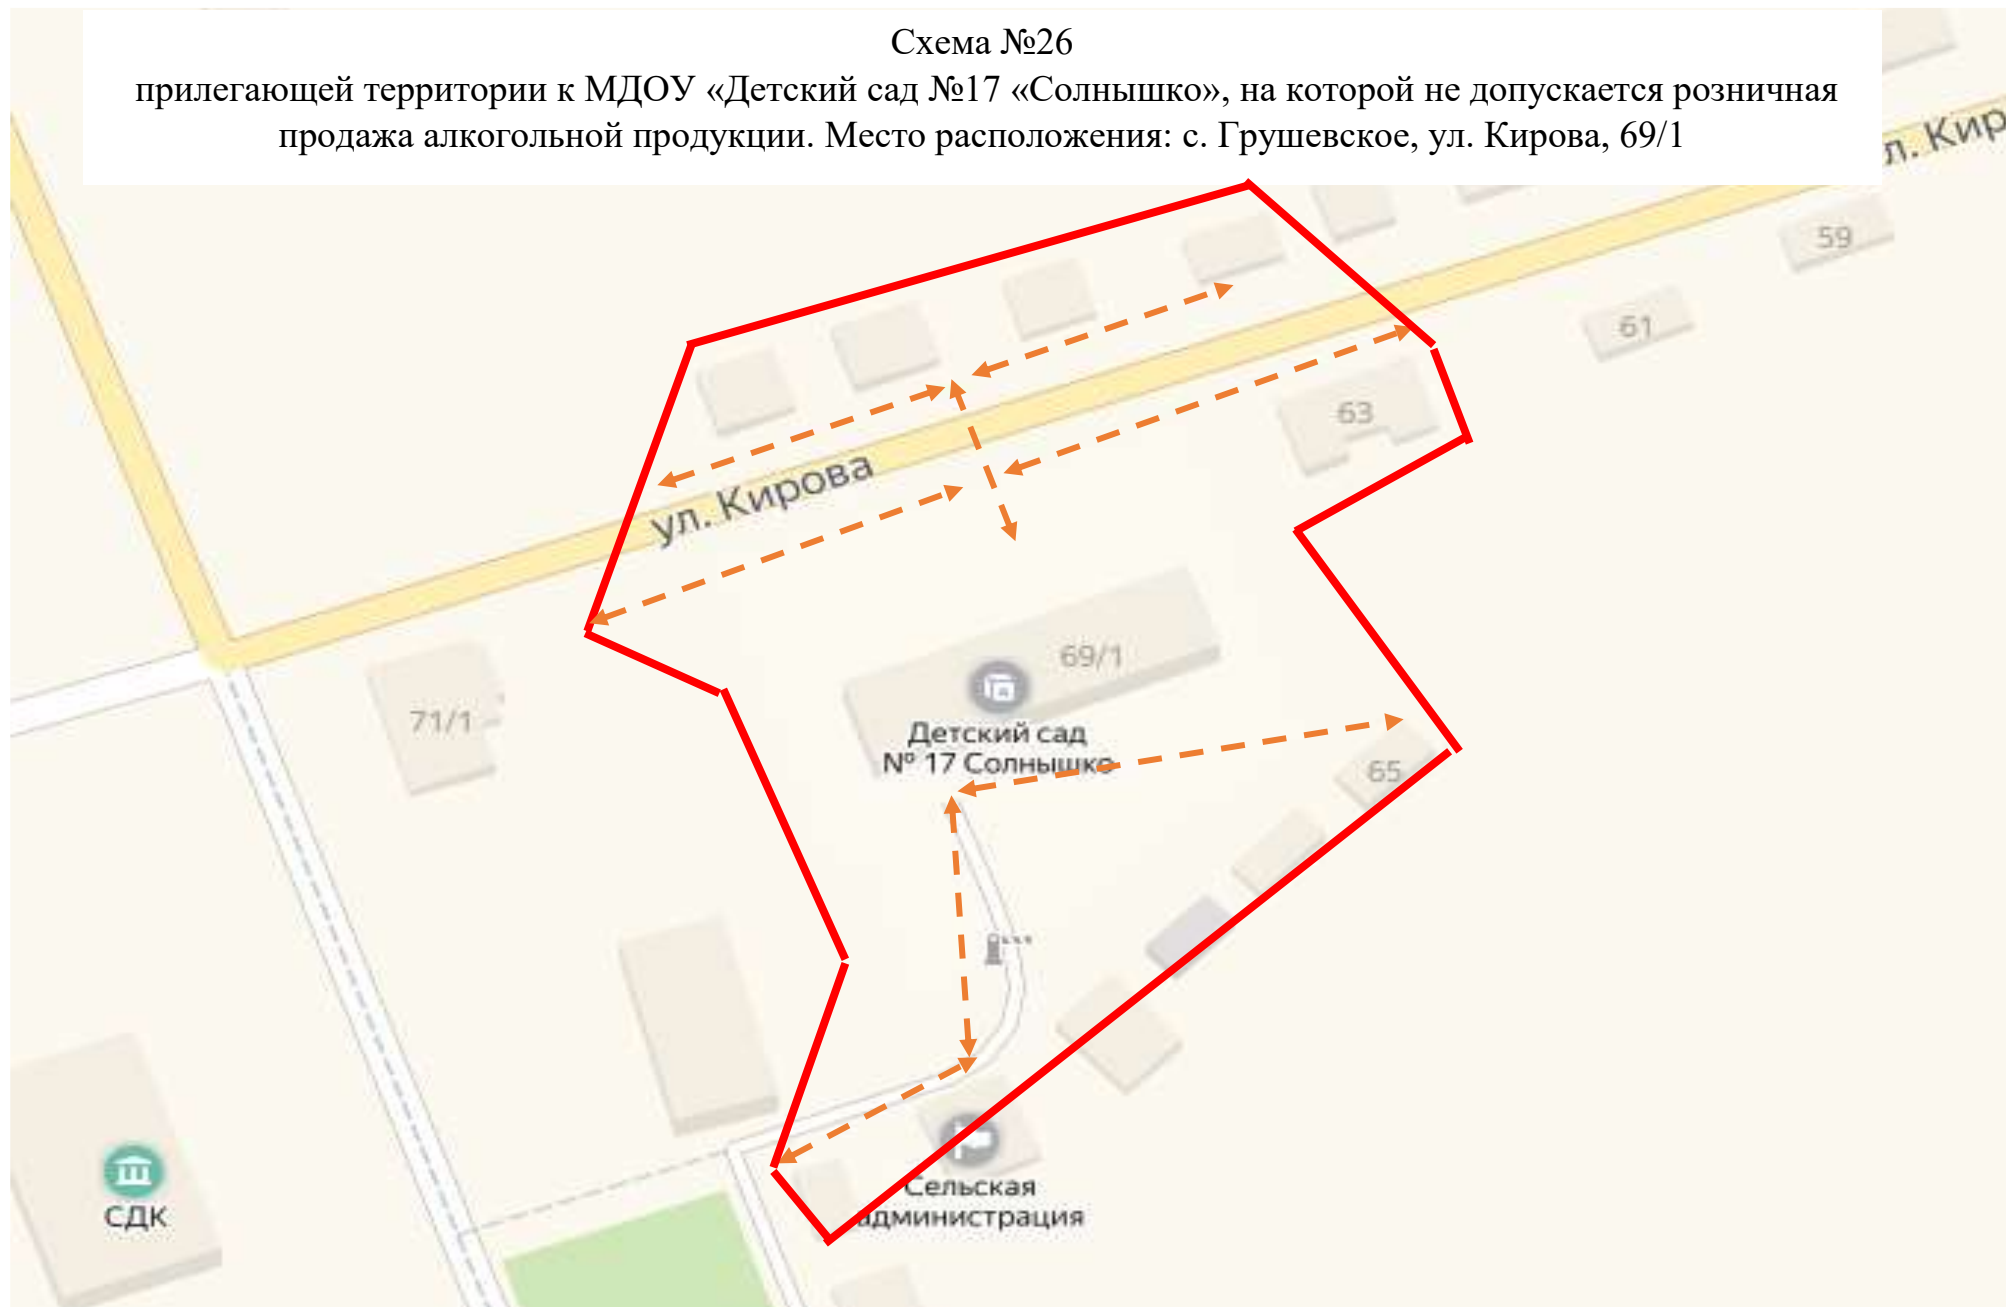 Схема №26
прилегающей территории к МДОУ «Детский сад №17 «Солнышко», на которой не допускается розничная
продажа алкогольной продукции. Место расположения: с. Грушевское, ул. Кирова, 69/1
л. Кир
59
61
63
ул. Кирова
69/1
71/1
Детский сад
№ 17 Солнышко
65
СДК
Сельская
администрация